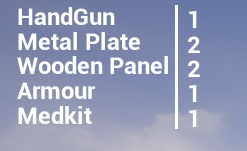 HandGun 1
Metal Plate 2
Wooden Panel 2
Armour 1
Medkit 1